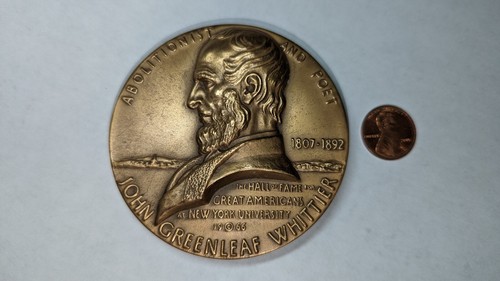 ABOLITIONIST AND POET
1807-1892
THE HALL OF FAME FOR
GREAT AMERICANS
AT NEW YORK UNIVERSITY
JOHN GREENLEAF WHITTIER